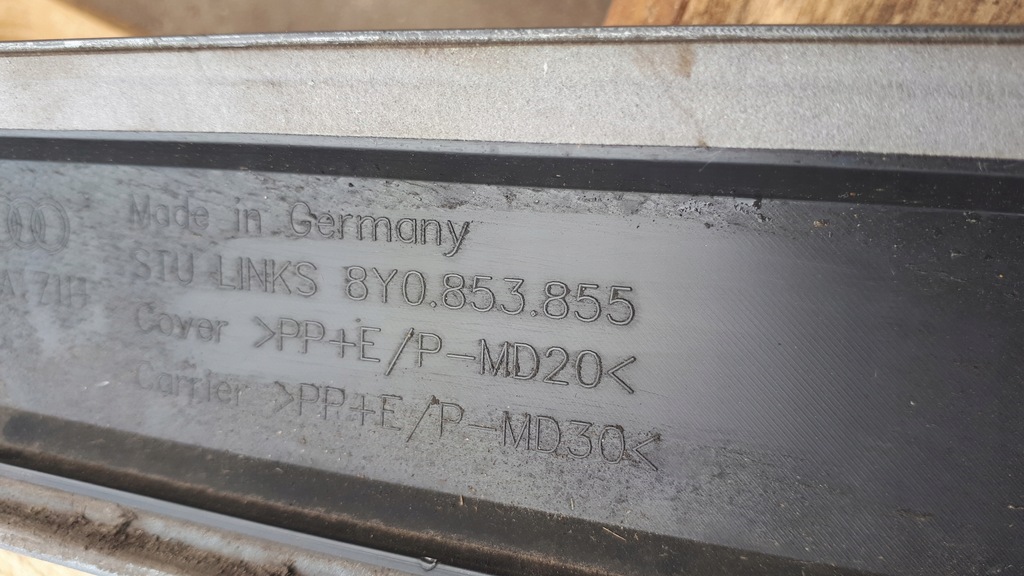 Made in Germany
STU LINKS 8Y0.853.855
Cover >PP+E/P-MD20<
Carrier >PP+E/P-MD30<